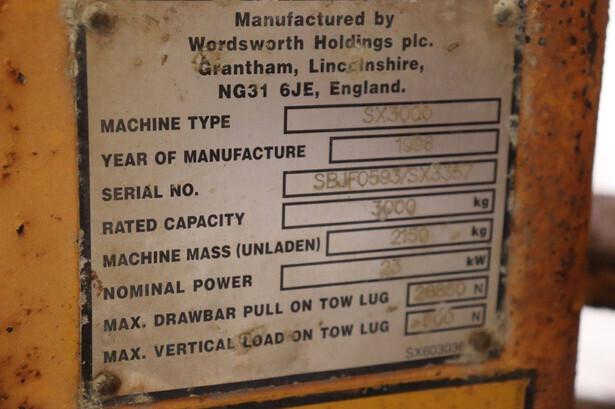 Manufactured by
Wordsworth Holdings plc.
Grantham, Lincolnshire,
NG31 6JE, England.
MACHINE TYPE SX3000
YEAR OF MANUFACTURE 1998
SERIAL NO. SBJF0593/SX3357
RATED CAPACITY 3000 kg
MACHINE MASS (UNLADEN) 2150 kg
NOMINAL POWER 23 kW
MAX. DRAWBAR PULL ON TOW LUG 26850 N
MAX. VERTICAL LOAD ON TOW LUG N